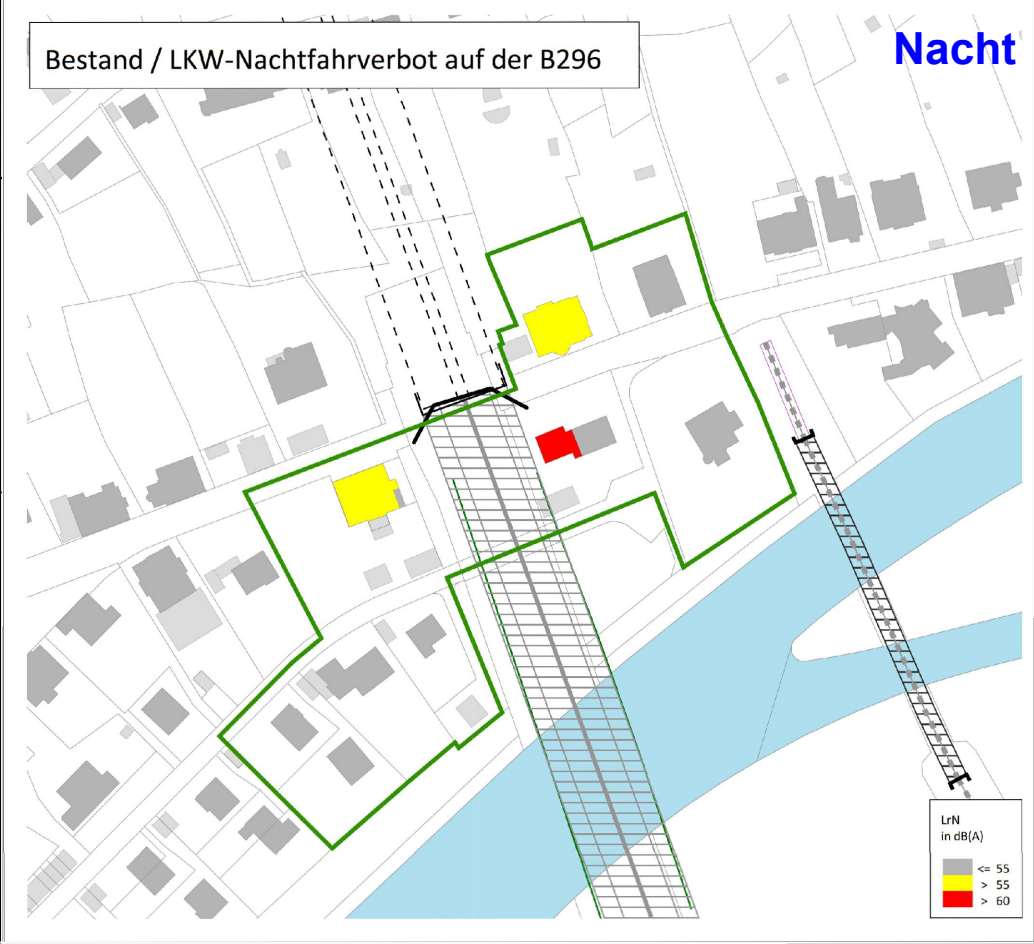 Bestand / LKW-Nachtfahrverbot auf der B296
Nacht
LrN
in dB(A)
<= 55
> 55
> 60